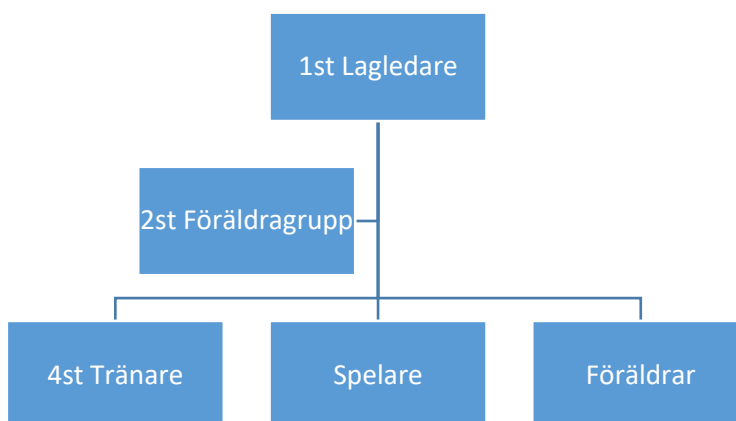 1st Lagledare
2st Föräldragrupp
4st Tränare
Spelare
Föräldrar